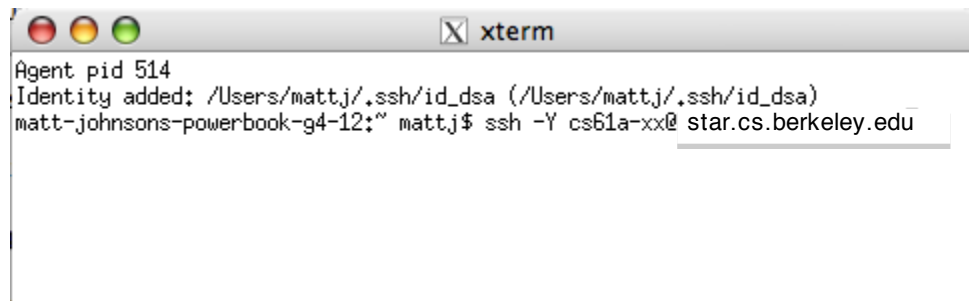 xterm
Agent pid 514
Identity added: /Users/mattj/.ssh/id_dsa (/Users/mattj/.ssh/id_dsa)
matt-johnsons-powerbook-g4-12:~ mattj$ ssh -Y cs61a-xx@ star.cs.berkeley.edu